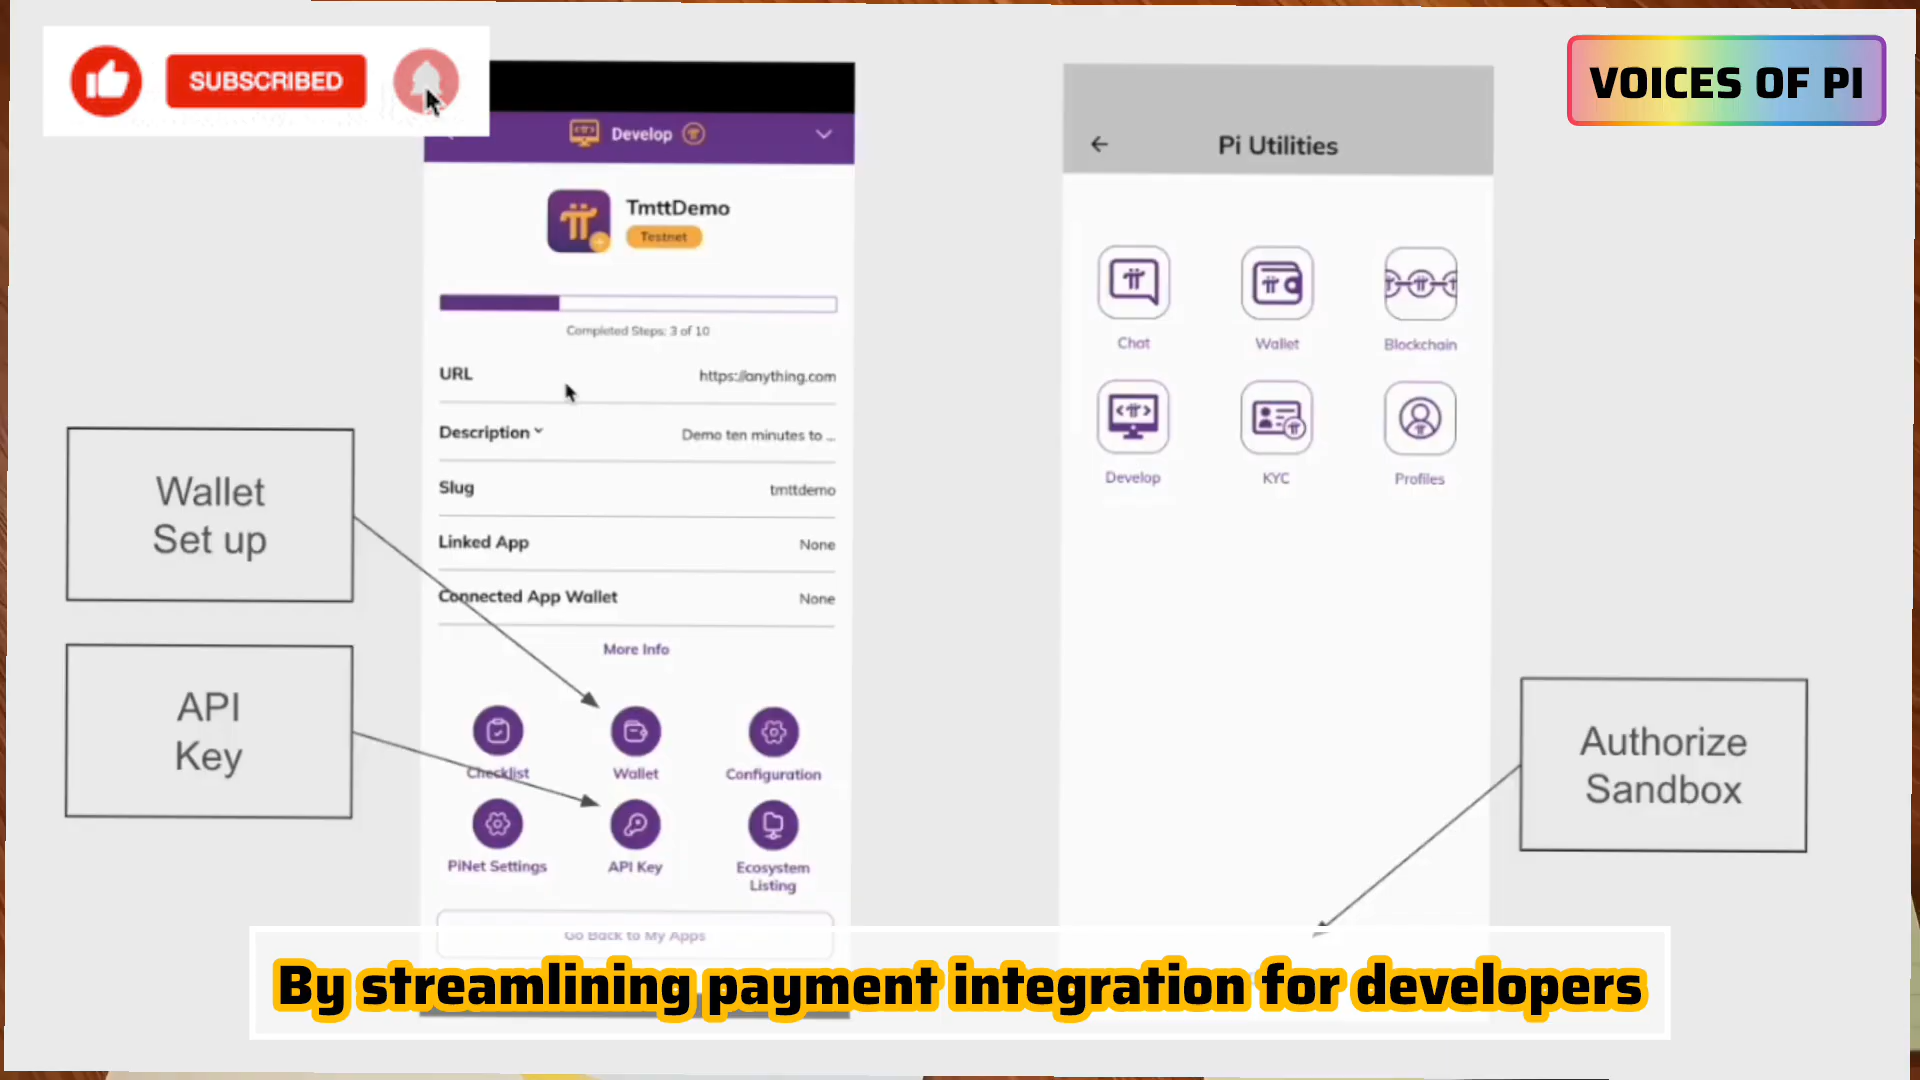 SUBSCRIBED
VOICES OF PI
Develop
TmttDemo
Testnet
Completed Steps: 3 of 10
URL https://anything.com
Description Demo ten minutes to ...
Slug tmttdemo
Linked App None
Connected App Wallet None
More Info
Checklist Wallet Configuration
PiNet Settings API Key Ecosystem
Listing
Go Back to My Apps
Wallet
Set up
API
Key
Pi Utilities
Chat Wallet Blockchain
Develop KYC Profiles
Authorize
Sandbox
By streamlining payment integration for developers